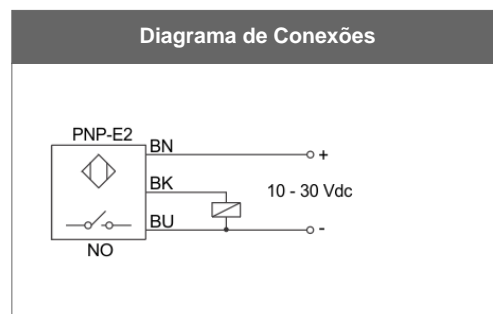 Diagrama de Conexões
PNP-E2
BN
+
BK
10 - 30 Vdc
BU
-
NO